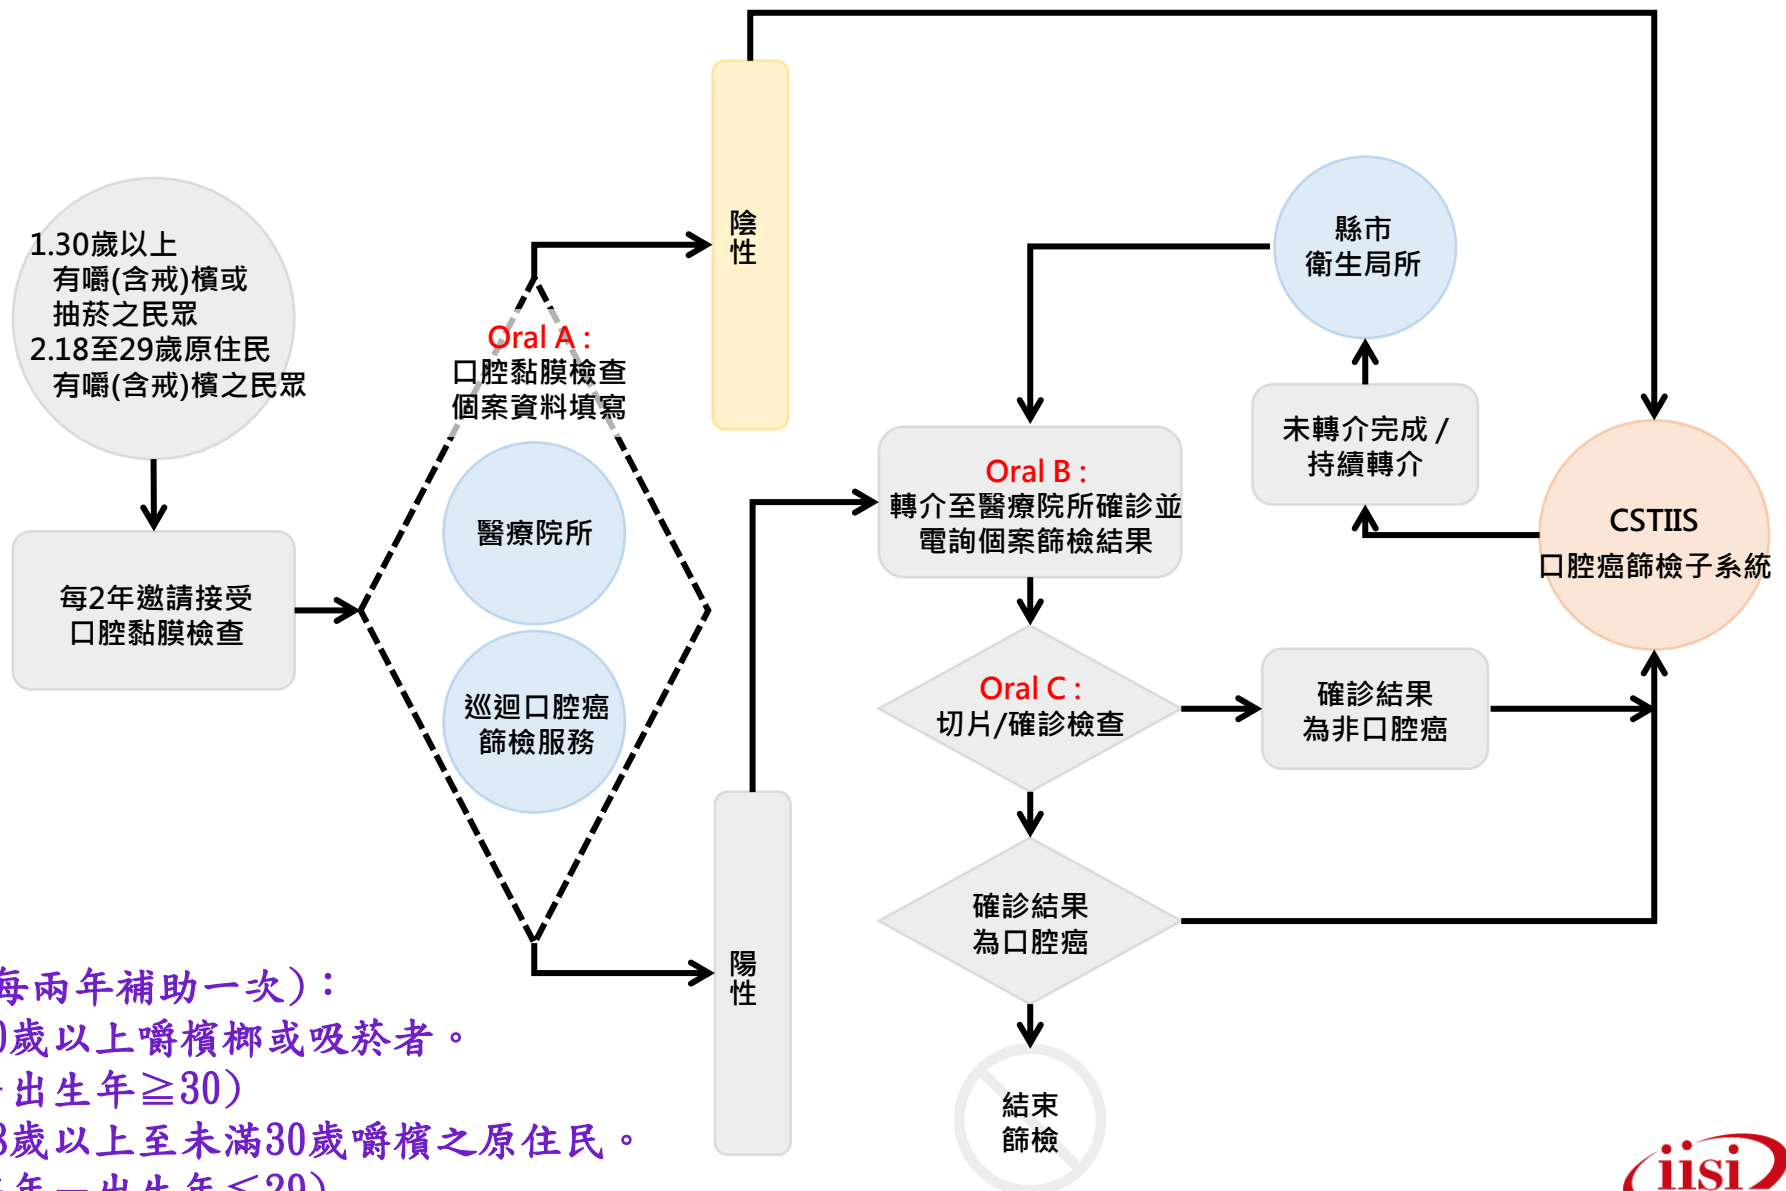 1.30歲以上
有嚼(含戒)檳或
抽菸之民眾
2.18至29歲原住民
有嚼(含戒)檳之民眾
每2年邀請接受
口腔黏膜檢查
Oral A :
口腔黏膜檢查
個案資料填寫
醫療院所
巡迴口腔癌
篩檢服務
陰
性
陽
性
Oral B :
轉介至醫療院所確診並
電詢個案篩檢結果
Oral C :
切片/確診檢查
確診結果
為口腔癌
結束
篩檢
確診結果
為非口腔癌
縣市
衛生局所
未轉介完成 /
持續轉介
CSTIIS
口腔癌篩檢子系統
每兩年補助一次)：
0歲以上嚼檳榔或吸菸者。
出生年≧30)
歲以上至未滿30歲嚼檳之原住民。
年－出生年≦29)
iisi